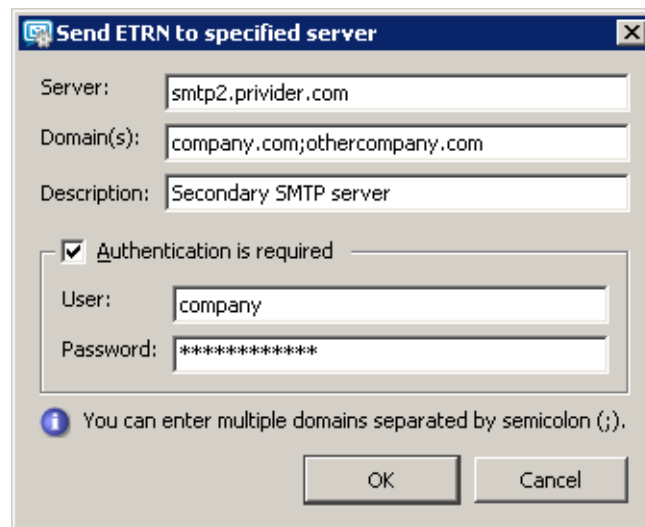 Send ETRN to specified server
Server: smtp2.privider.com
Domain(s): company.com;othercompany.com
Description: Secondary SMTP server
Authentication is required
User: company
Password: ************
You can enter multiple domains separated by semicolon (;).
OK Cancel